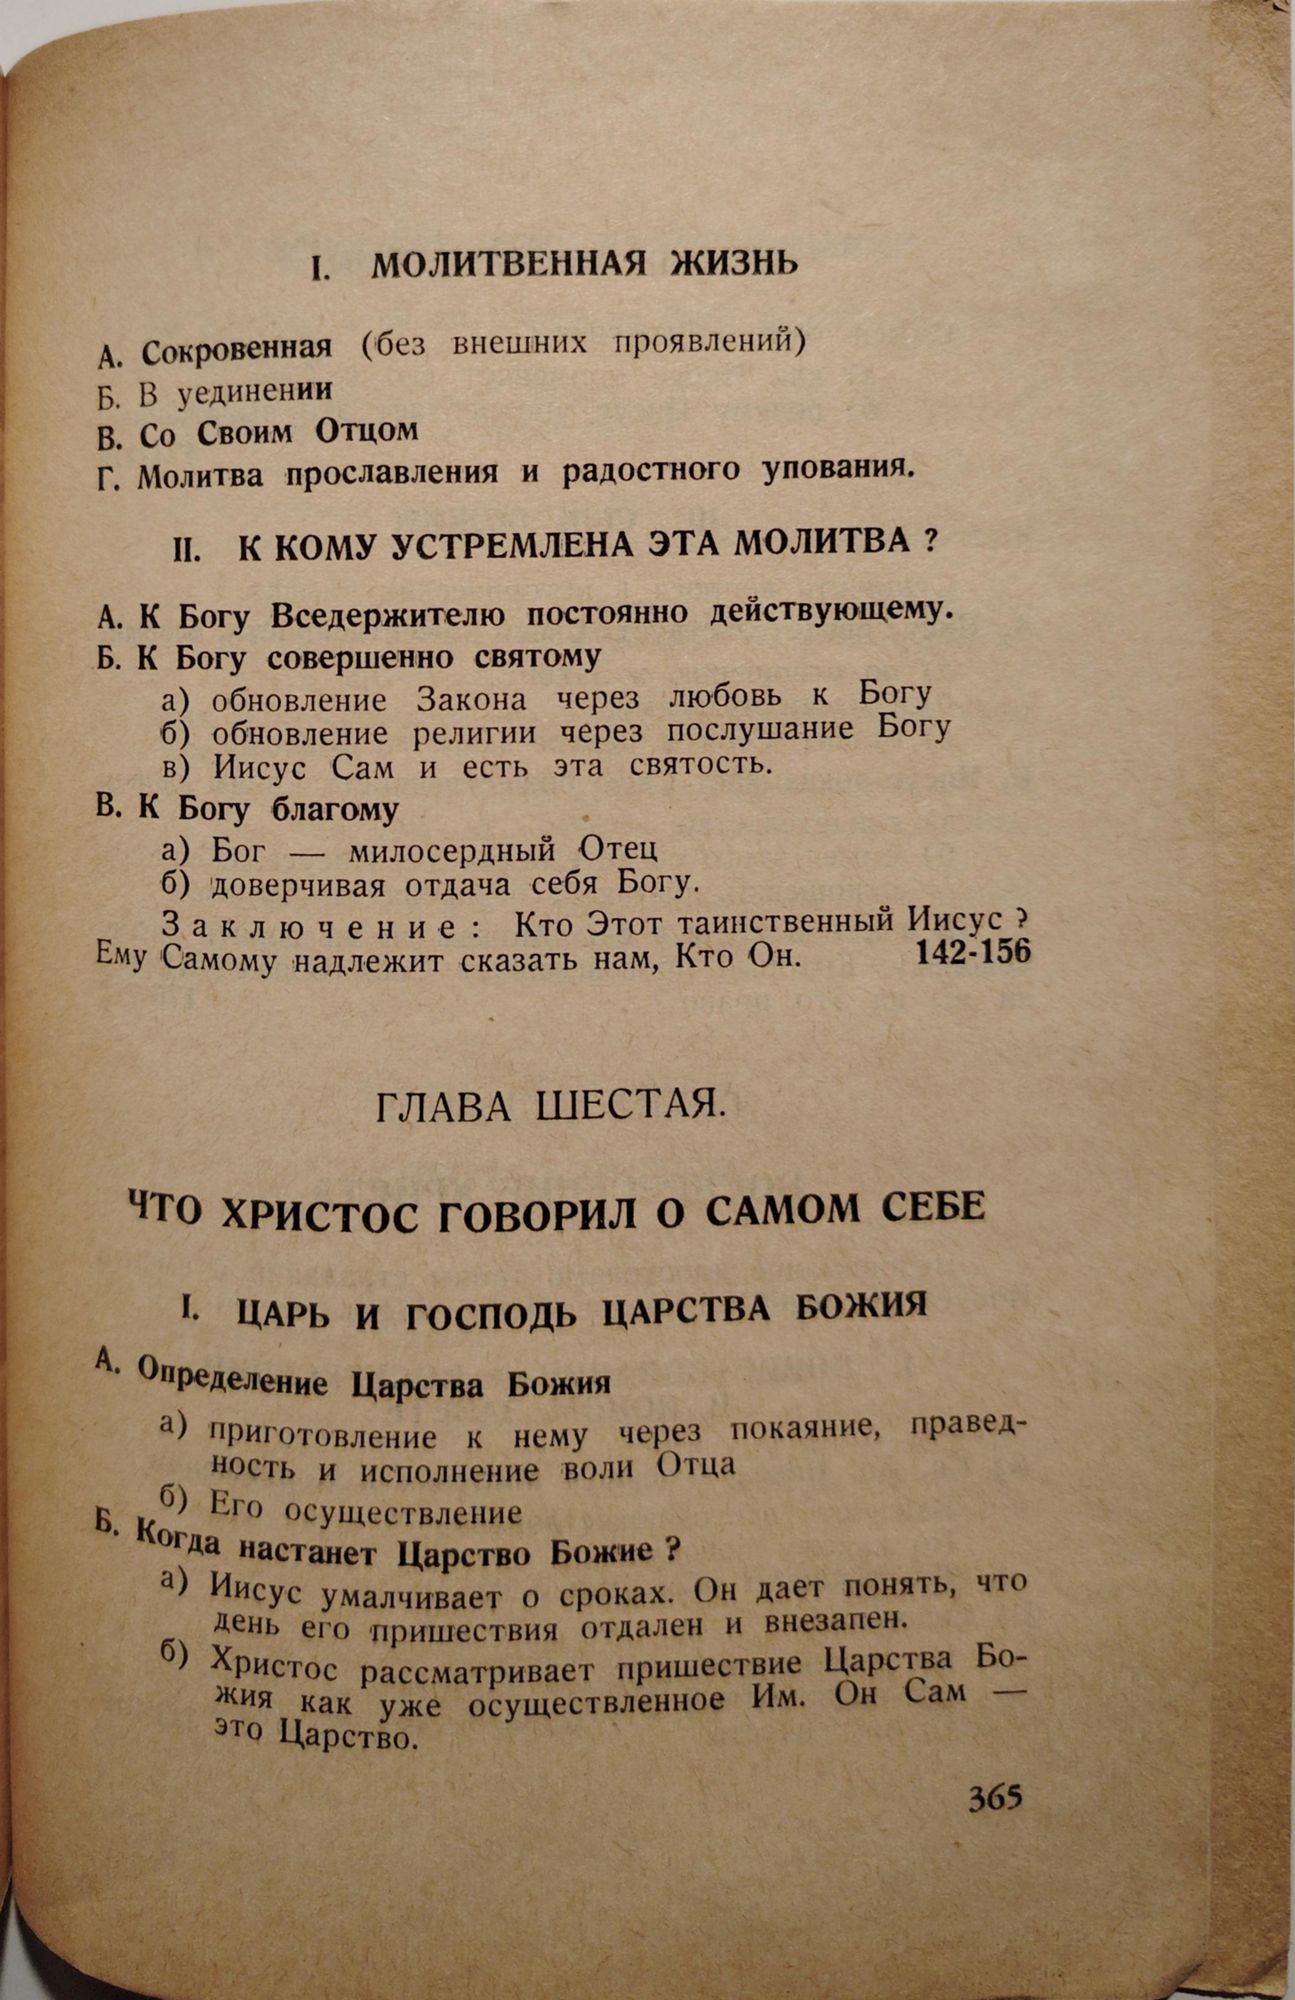 I. МОЛИТВЕННАЯ ЖИЗНЬ
А. Сокровенная (без внешних проявлений)
Б. В уединении
В. Со Своим Отцом
Г. Молитва прославления и радостного упования.
II. К КОМУ УСТРЕМЛЕНА ЭТА МОЛИТВА ?
А. К Богу Вседержителю постоянно действующему.
Б. К Богу совершенно святому
а) обновление Закона через любовь к Богу
б) обновление религии через послушание Богу
в) Иисус Сам и есть эта святость.
В. К Богу благому
а) Бог — милосердный Отец
б) доверчивая отдача себя Богу.
Заключение: Кто Этот таинственный Иисус ?
Ему Самому надлежит сказать нам, Кто Он. 142-156
ГЛАВА ШЕСТАЯ.
ЧТО ХРИСТОС ГОВОРИЛ О САМОМ СЕБЕ
I. ЦАРЬ И ГОСПОДЬ ЦАРСТВА БОЖИЯ
А. Определение Царства Божия
а) приготовление к нему через покаяние, правед-
ность и исполнение воли Отца
б) Его осуществление
Б. Когда настанет Царство Божие ?
а) Иисус умалчивает о сроках. Он дает понять, что
день его пришествия отдален и внезапен.
б) Христос рассматривает пришествие Царства Бо-
жия как уже осуществленное Им. Он Сам —
это Царство.
365